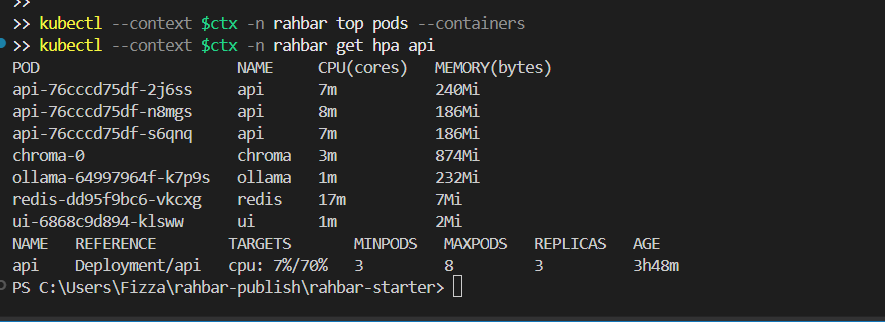 >>
>> kubectl --context $ctx -n rahbar top pods --containers
>> kubectl --context $ctx -n rahbar get hpa api
POD NAME CPU(cores) MEMORY(bytes)
api-76cccd75df-2j6ss api 7m 240Mi
api-76cccd75df-n8mgs api 8m 186Mi
api-76cccd75df-s6qnq api 7m 186Mi
chroma-0 chroma 3m 874Mi
ollama-64997964f-k7p9s ollama 1m 232Mi
redis-dd95f9bc6-vkcxg redis 17m 7Mi
ui-6868c9d894-klsww ui 1m 2Mi
NAME REFERENCE TARGETS MINPODS MAXPODS REPLICAS AGE
api Deployment/api cpu: 7%/70% 3 8 3 3h48m
PS C:\Users\Fizza\rahbar-publish\rahbar-starter>